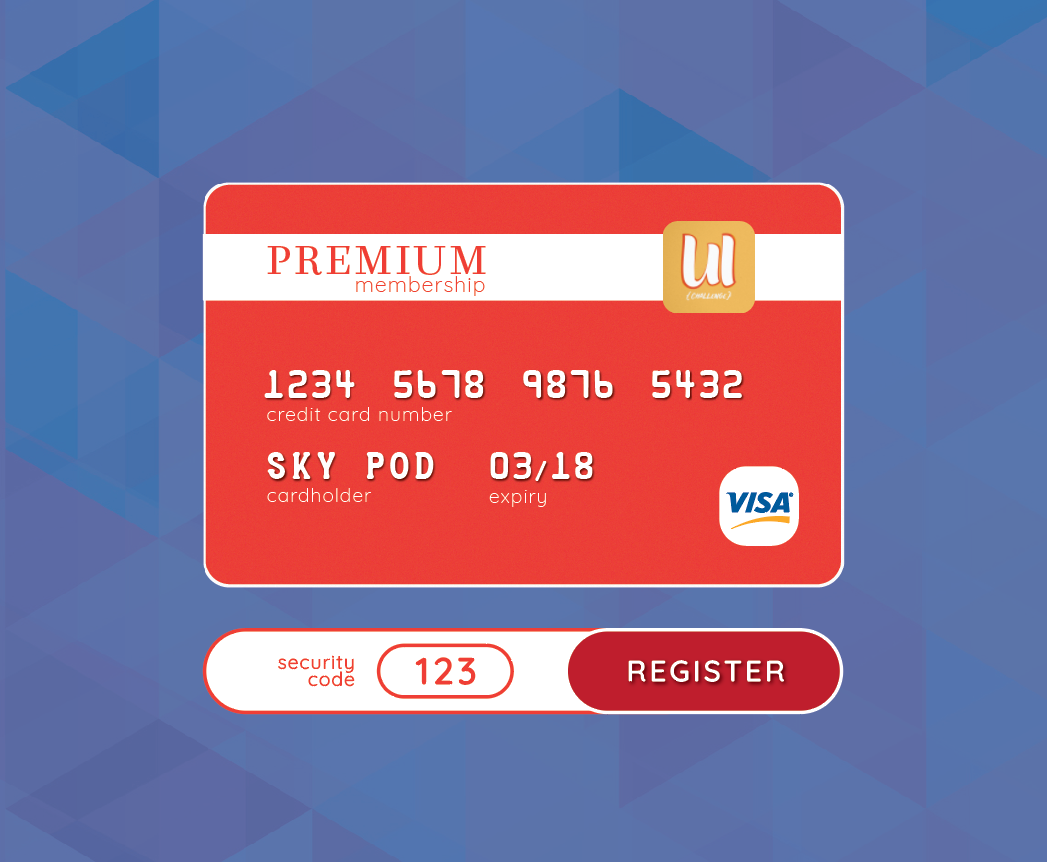 PREMIUM
membership
UI
(CHALLENGE)
1234 5678 9876 5432
credit card number
SKY POD 03/18
cardholder expiry
VISA
security
code
123
REGISTER